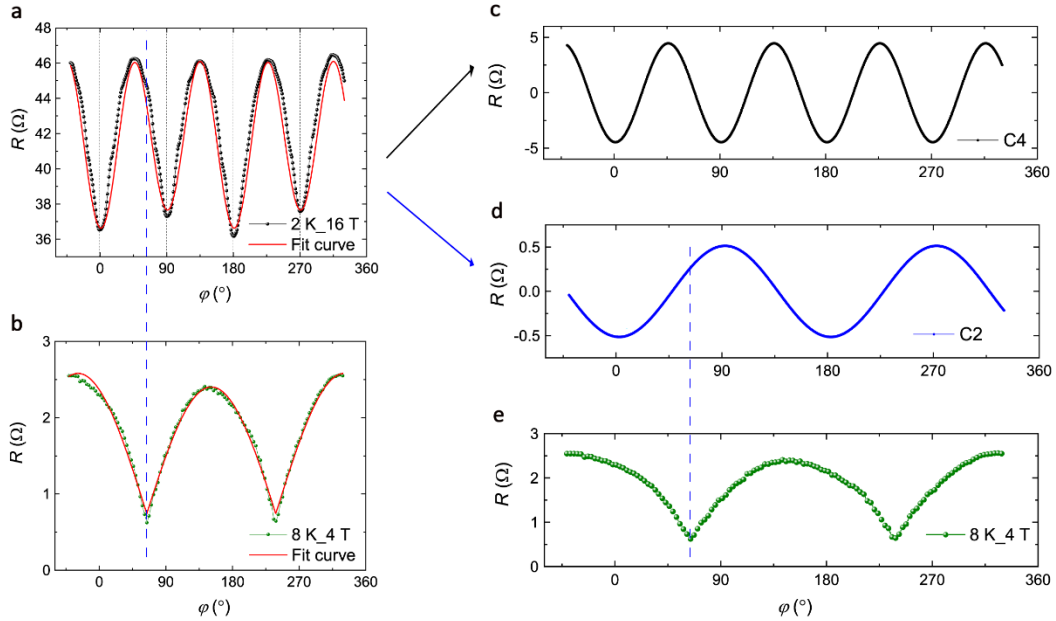 a
48
46
44
42
40
38
36
R (Ω)
2 K_16 T
Fit curve
0 90 180 270 360
φ (°)
b
3
2
1
0
R (Ω)
8 K_4 T
Fit curve
0 90 180 270 360
φ (°)
c
5
0
-5
R (Ω)
C4
0 90 180 270 360
d
0.5
0.0
-0.5
R (Ω)
C2
0 90 180 270 360
e
3
2
1
0
R (Ω)
8 K_4 T
0 90 180 270 360
φ (°)